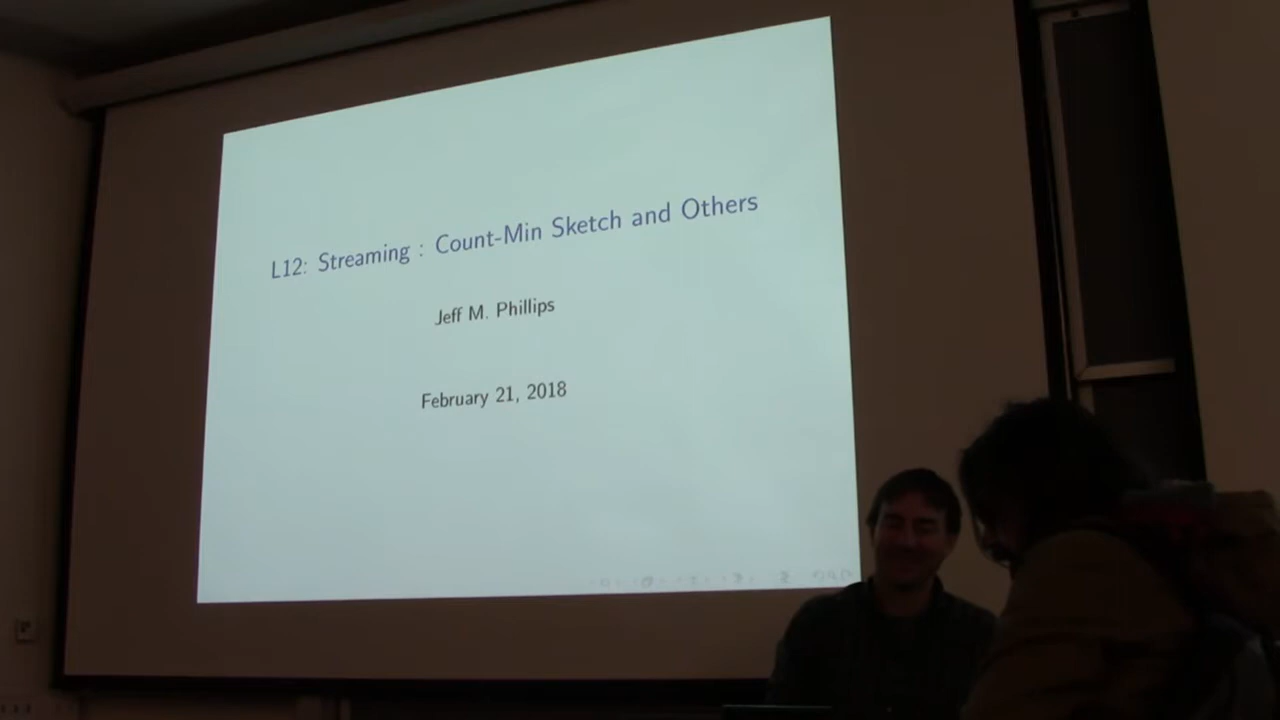 L12: Streaming : Count-Min Sketch and Others
Jeff M. Phillips
February 21, 2018